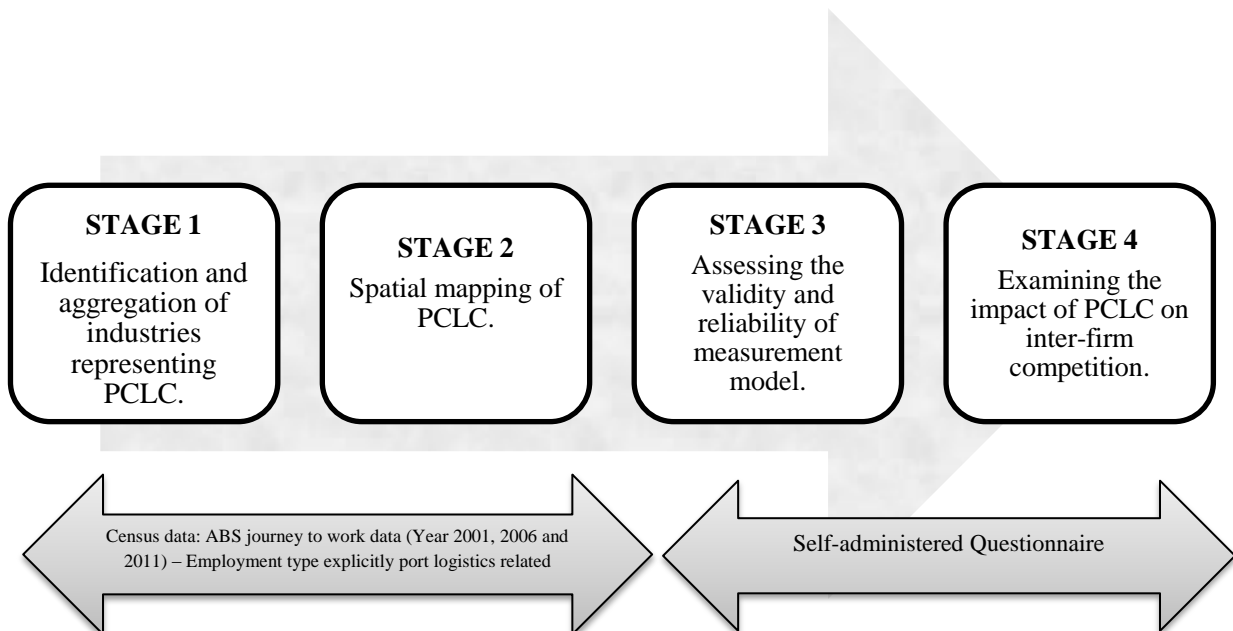 STAGE 1
Identification and
aggregation of
industries
representing
PCLC.
STAGE 2
Spatial mapping of
PCLC.
STAGE 3
Assessing the
validity and
reliability of
measurement
model.
STAGE 4
Examining the
impact of PCLC on
inter-firm
competition.
Census data: ABS journey to work data (Year 2001, 2006 and
2011) – Employment type explicitly port logistics related
Self-administered Questionnaire